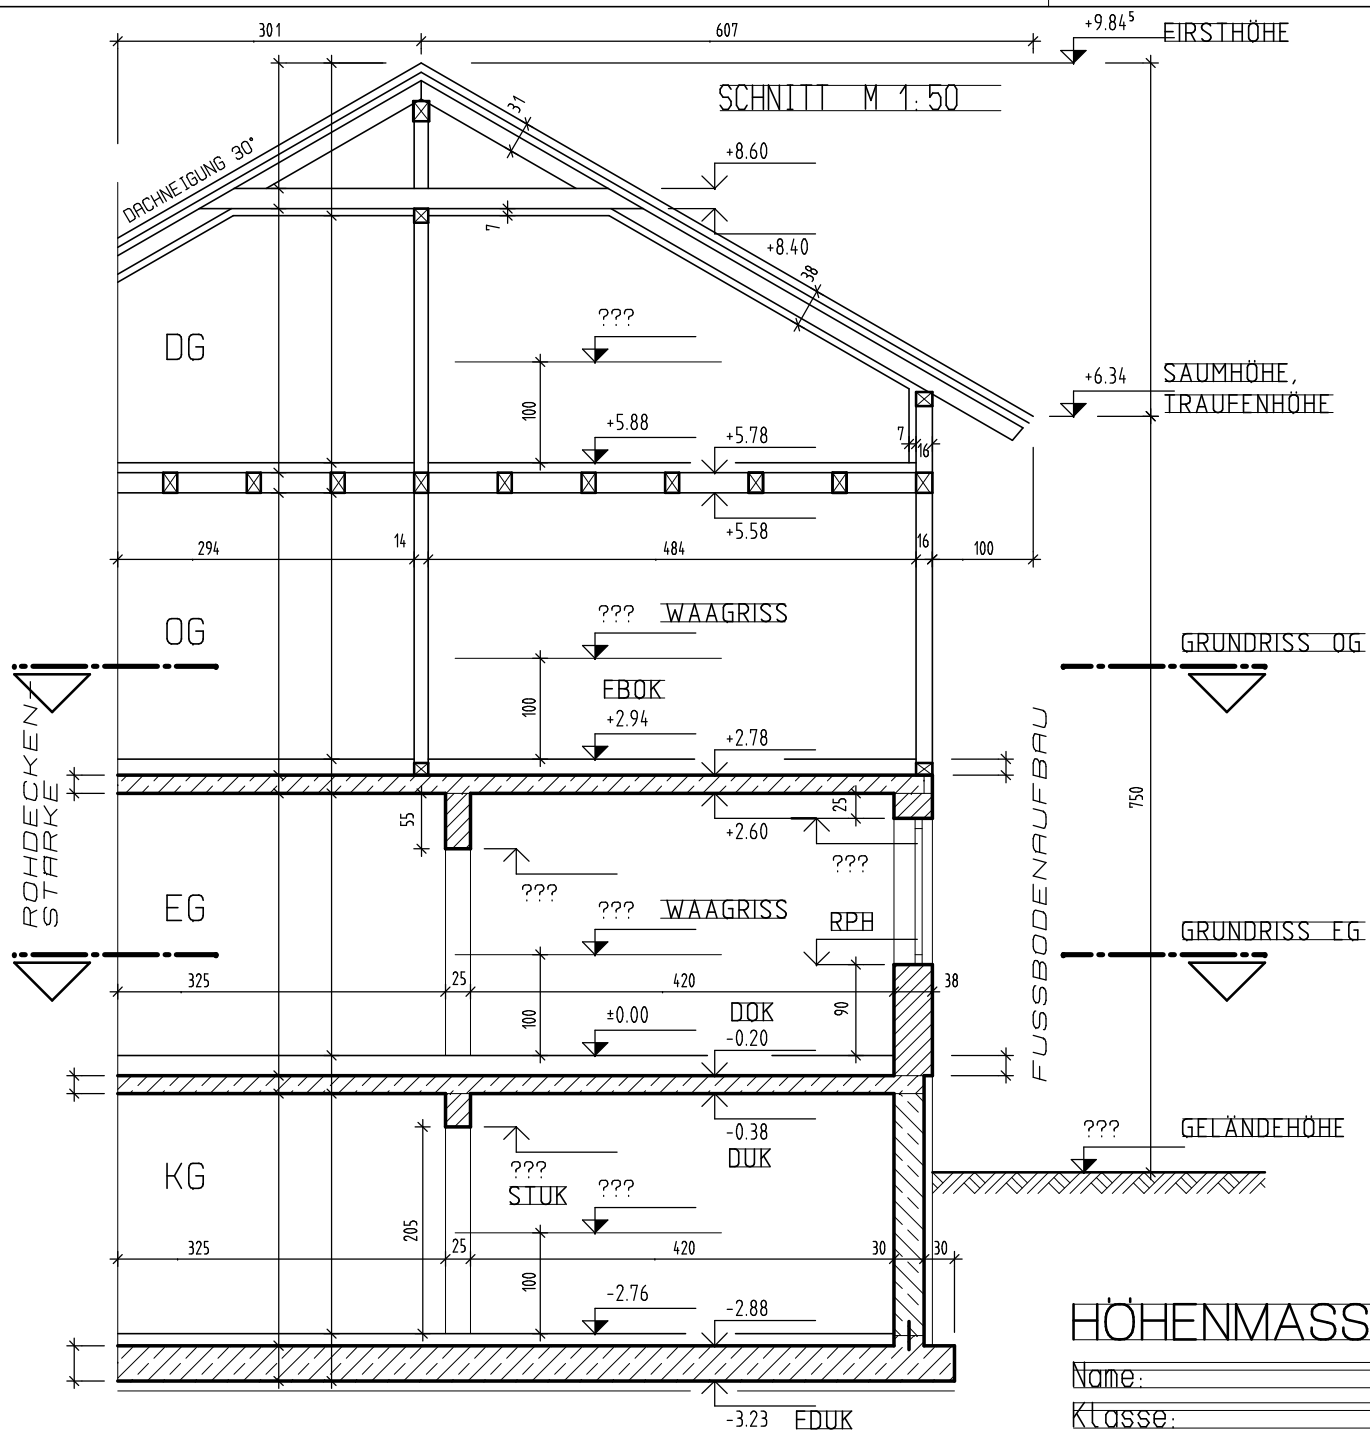 301
607
+9.84⁵
FIRSTHÖHE
SCHNITT M 1:50
31
DACHNEIGUNG 30°
+8.60
7
+8.40
38
DG
???
100
+6.34
SAUMHÖHE,
TRAUFENHÖHE
+5.88
+5.78
7
16
+5.58
294
14
484
16
100
OG
??? WAAGRISS
GRUNDRISS OG
100
FBOK
+2.94
+2.78
ROHDECKEN-
STÄRKE
FUSSBODENAUFBAU
750
55
25
+2.60
???
???
EG
??? WAAGRISS
RPH
GRUNDRISS EG
325
25
420
38
100
±0.00
DOK
-0.20
90
-0.38
DUK
???
GELÄNDEHÖHE
KG
???
STUK
???
205
325
25
420
30
30
100
-2.76
-2.88
HÖHENMASS
Name:
Klasse:
-3.23 FDUK